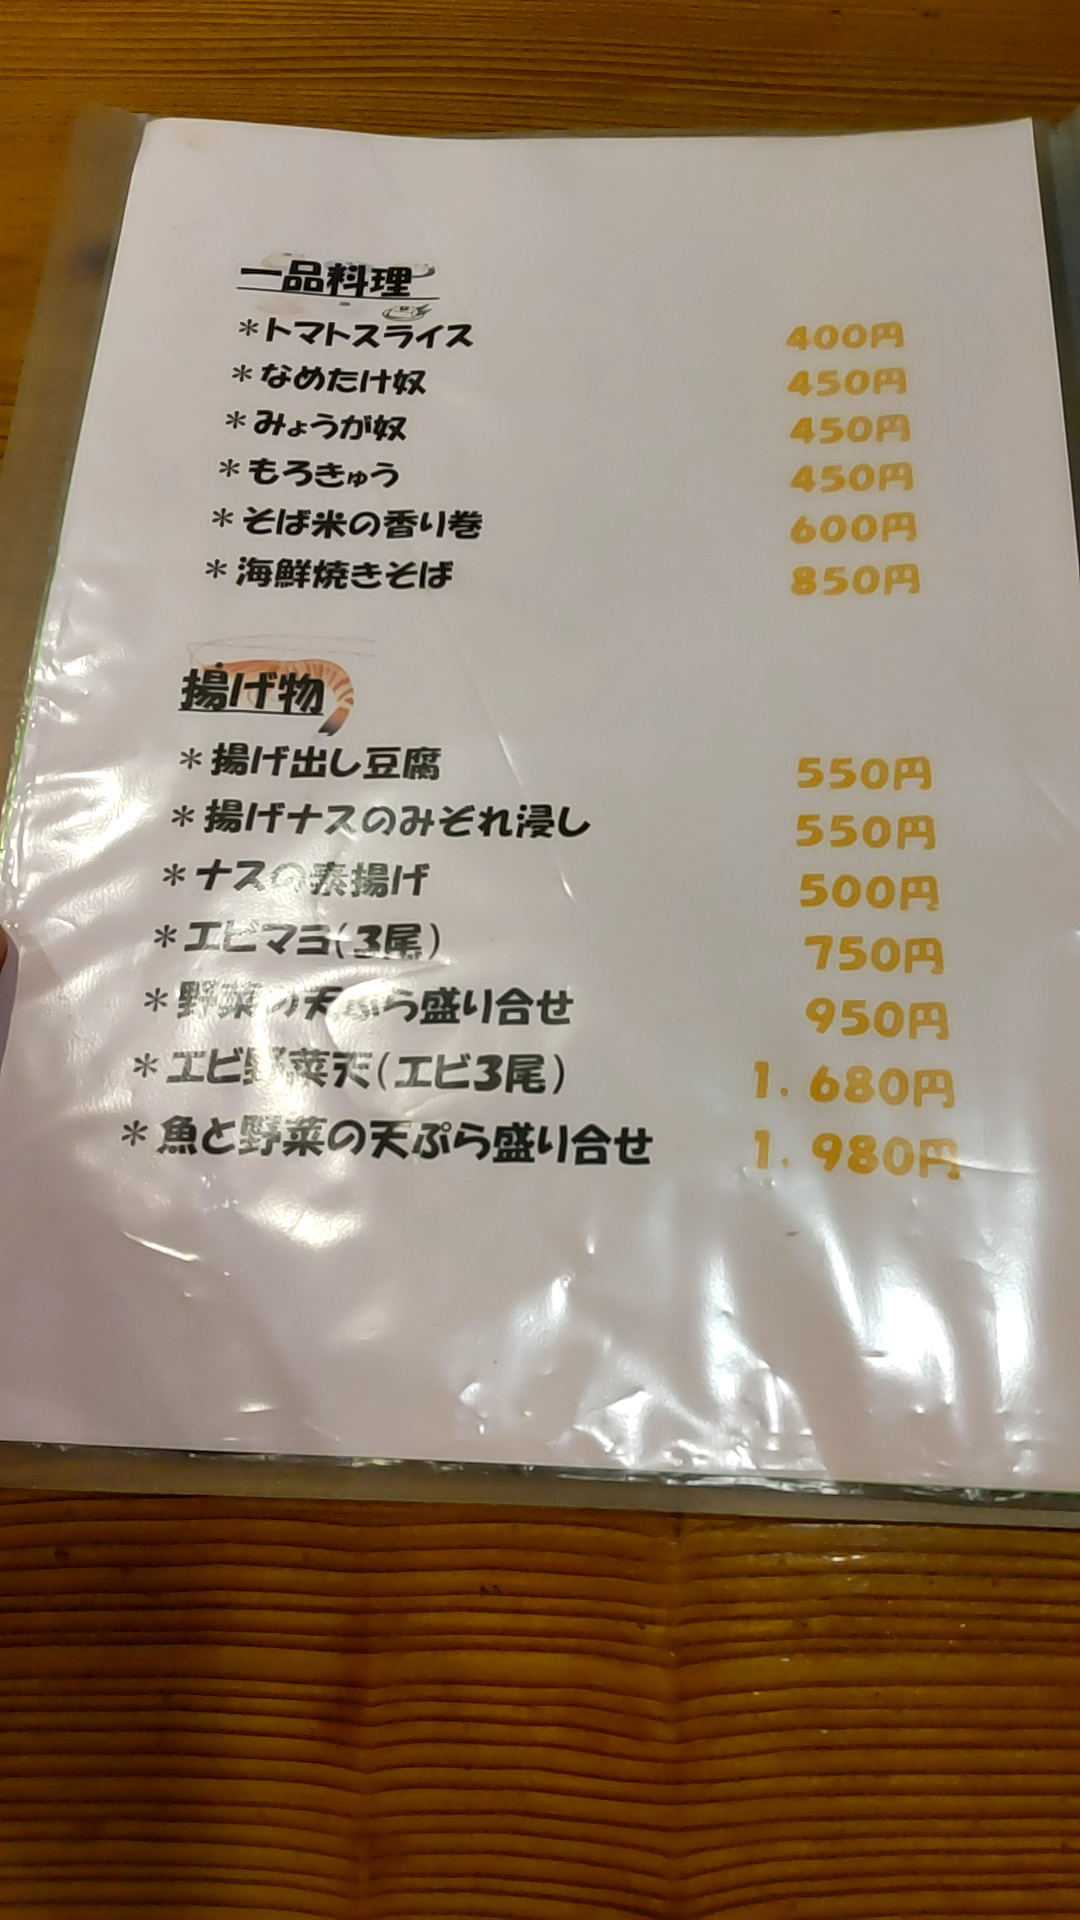 一品料理
＊トマトスライス 400円
＊なめたけ奴 450円
＊みょうが奴 450円
＊もろきゅう 450円
＊そば米の香り巻 600円
＊海鮮焼きそば 850円
揚げ物
＊揚げ出し豆腐 550円
＊揚げナスのみぞれ浸し 550円
＊ナスの素揚げ 500円
＊エビマヨ(3尾) 750円
＊野菜の天ぷら盛り合せ 950円
＊エビ野菜天(エビ3尾) 1.680円
＊魚と野菜の天ぷら盛り合せ 1.980円